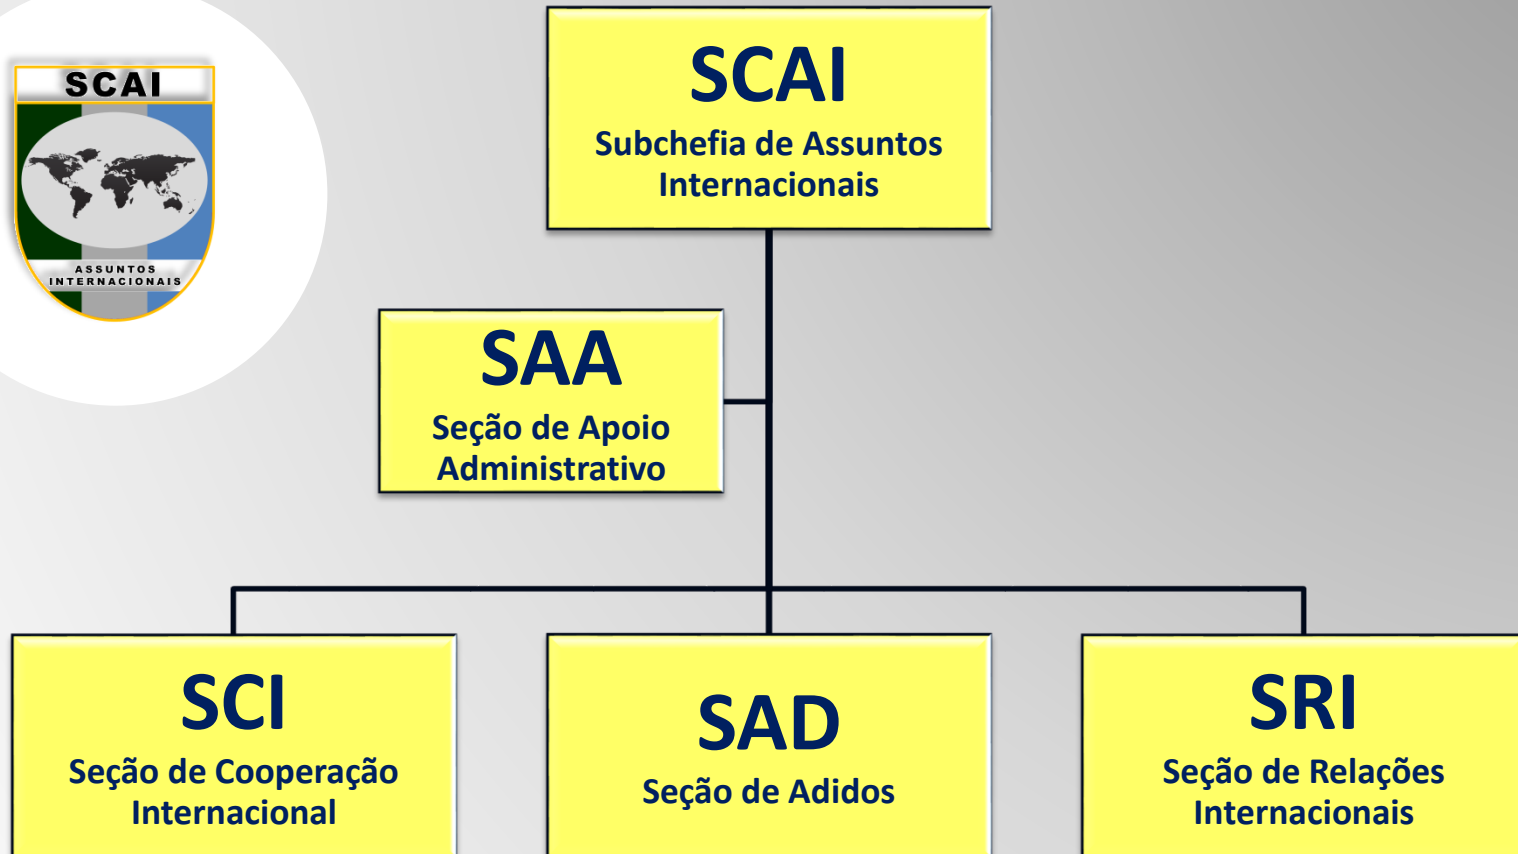 SCAI
ASSUNTOS
INTERNACIONAIS
SCAI
Subchefia de Assuntos
Internacionais
SAA
Seção de Apoio
Administrativo
SCI
Seção de Cooperação
Internacional
SAD
Seção de Adidos
SRI
Seção de Relações
Internacionais